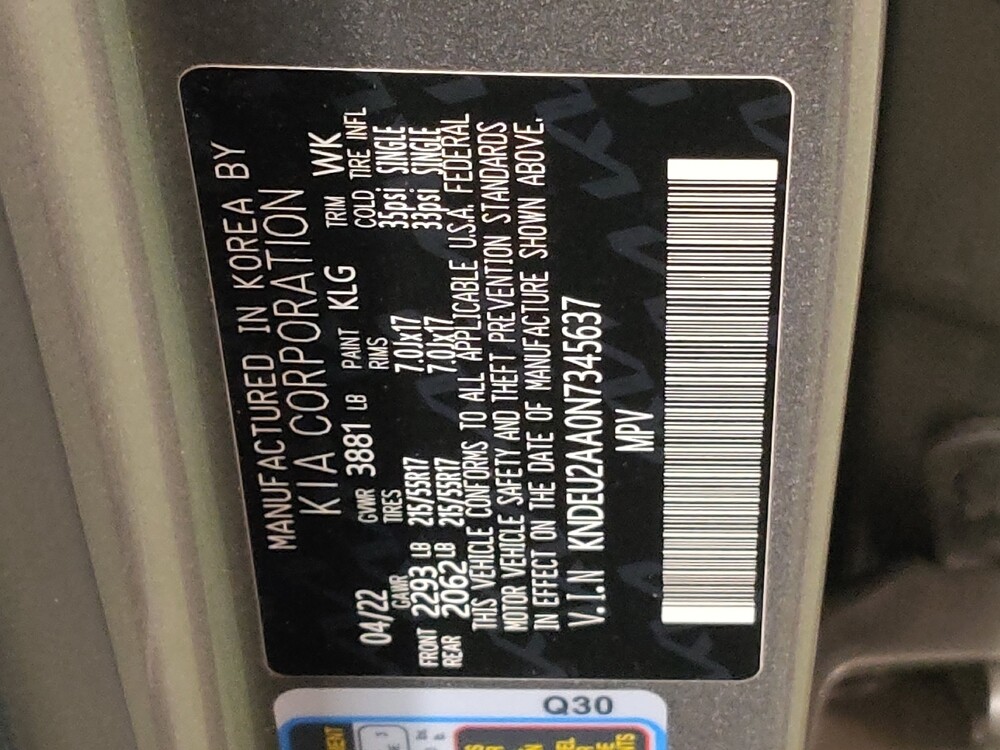 MANUFACTURED IN KOREA BY
KIA CORPORATION
04/22 GVWR 3881 LB PAINT KLG TRIM WK
GAWR TIRES RIMS COLD TIRE INFL
FRONT 2293 LB 215/55R17 7.0Jx17 35psi SINGLE
REAR 2062 LB 215/55R17 7.0Jx17 33psi SINGLE
THIS VEHICLE CONFORMS TO ALL APPLICABLE U.S.A. FEDERAL
MOTOR VEHICLE SAFETY AND THEFT PREVENTION STANDARDS
IN EFFECT ON THE DATE OF MANUFACTURE SHOWN ABOVE.
V.I.N KNDEU2AA0N7345637
MPV
Q30